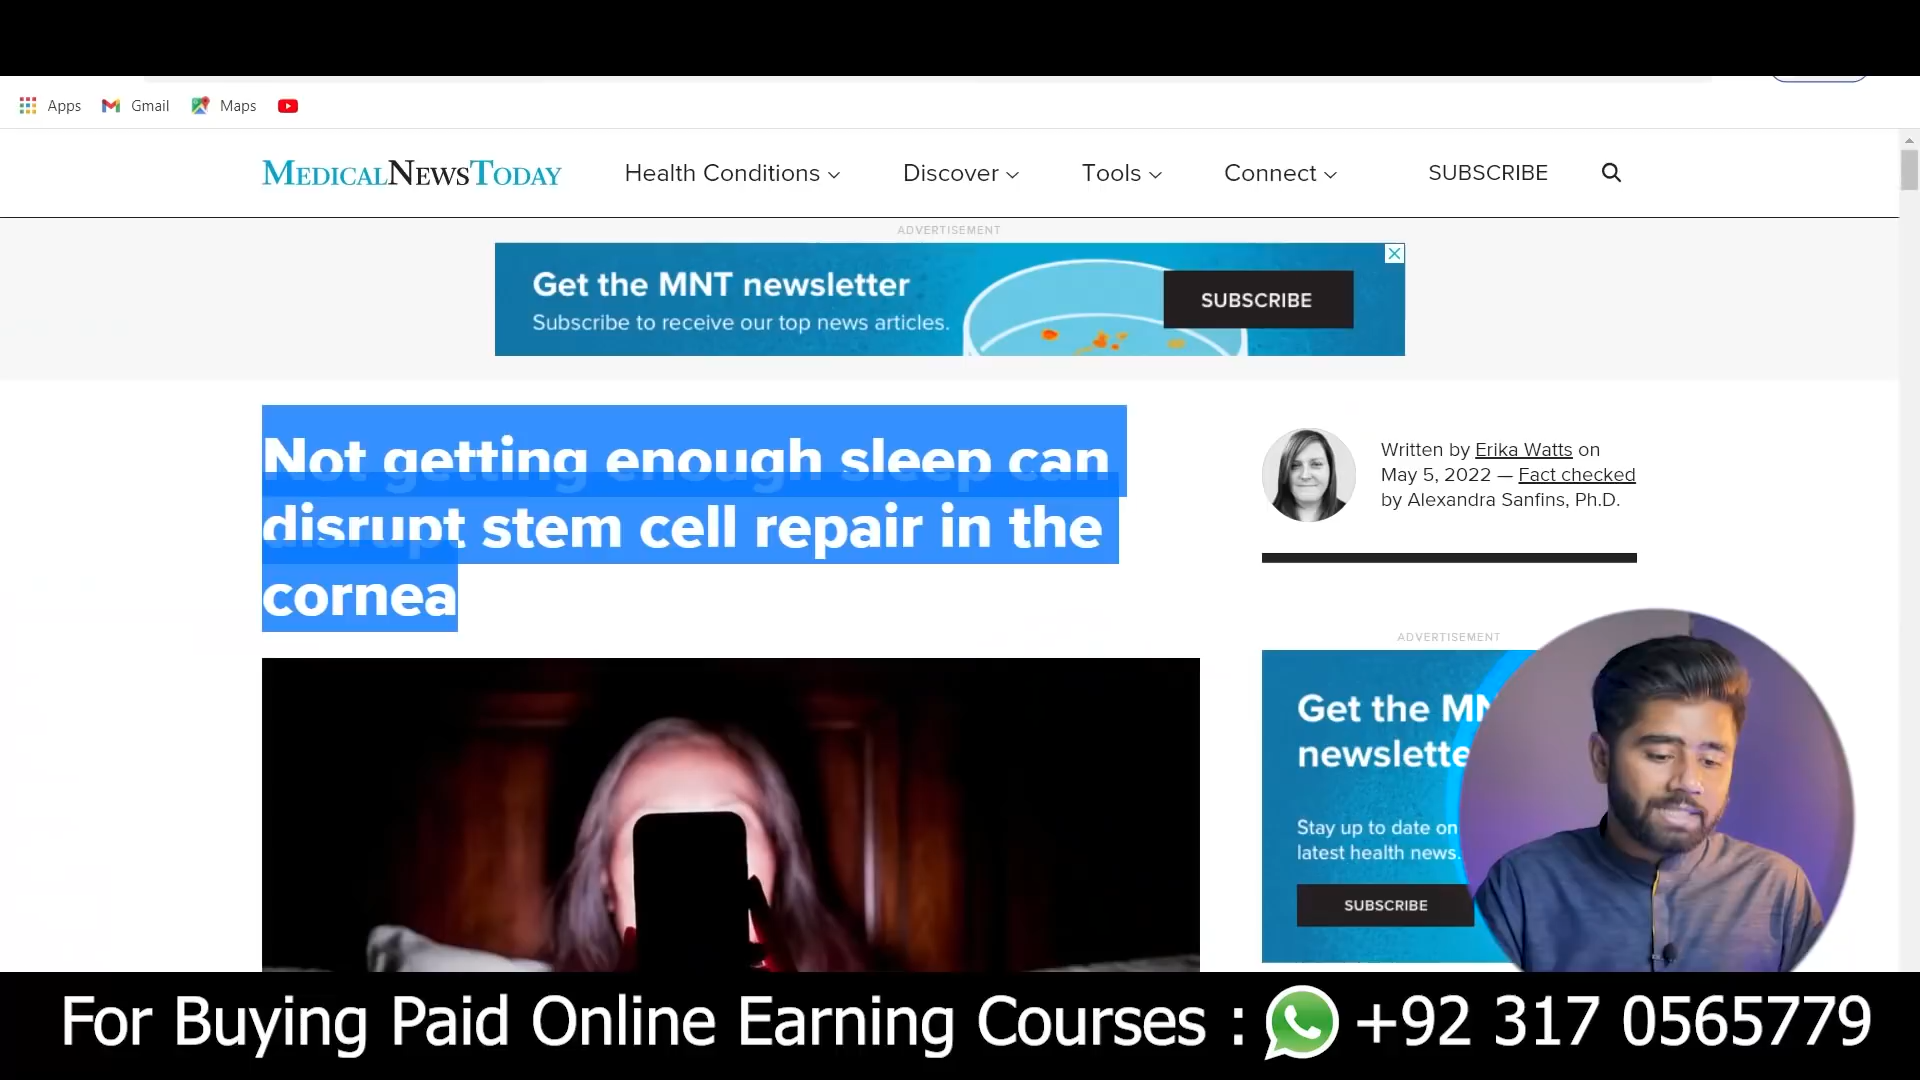 Apps Gmail Maps
MEDICALNEWSTODAY Health Conditions Discover Tools Connect SUBSCRIBE
ADVERTISEMENT
Get the MNT newsletter
Subscribe to receive our top news articles.
SUBSCRIBE
Not getting enough sleep can
disrupt stem cell repair in the
cornea
Written by Erika Watts on
May 5, 2022 — Fact checked
by Alexandra Sanfins, Ph.D.
ADVERTISEMENT
Get the MN
newslette
Stay up to date on
latest health news.
SUBSCRIBE
For Buying Paid Online Earning Courses : +92 317 0565779